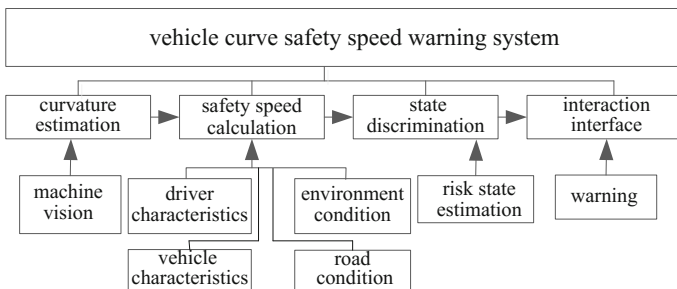 vehicle curve safety speed warning system
curvature
estimation
safety speed
calculation
state
discrimination
interaction
interface
machine
vision
driver
characteristics
environment
condition
risk state
estimation
warning
vehicle
characteristics
road
condition